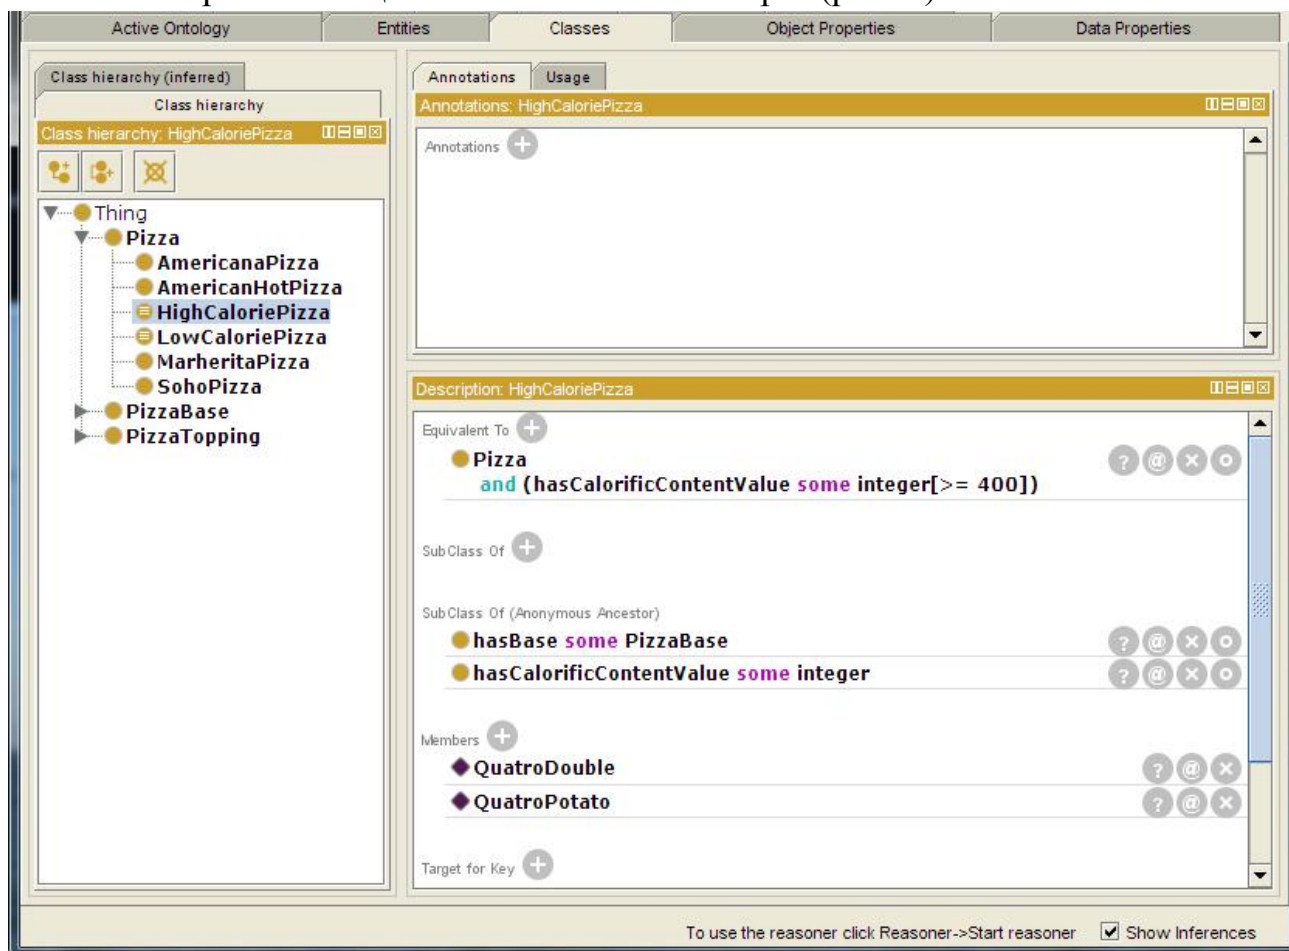 Active Ontology Entities Classes Object Properties Data Properties
Class hierarchy (inferred)
Class hierarchy
Class hierarchy: HighCaloriePizza
Thing
Pizza
AmericanaPizza
AmericanHotPizza
HighCaloriePizza
LowCaloriePizza
MarheritaPizza
SohoPizza
PizzaBase
PizzaTopping
Annotations Usage
Annotations: HighCaloriePizza
Annotations
Description: HighCaloriePizza
Equivalent To
Pizza
and (hasCalorificContentValue some integer[>= 400])
SubClass Of
SubClass Of (Anonymous Ancestor)
hasBase some PizzaBase
hasCalorificContentValue some integer
Members
QuatroDouble
QuatroPotato
Target for Key
To use the reasoner click Reasoner->Start reasoner Show Inferences